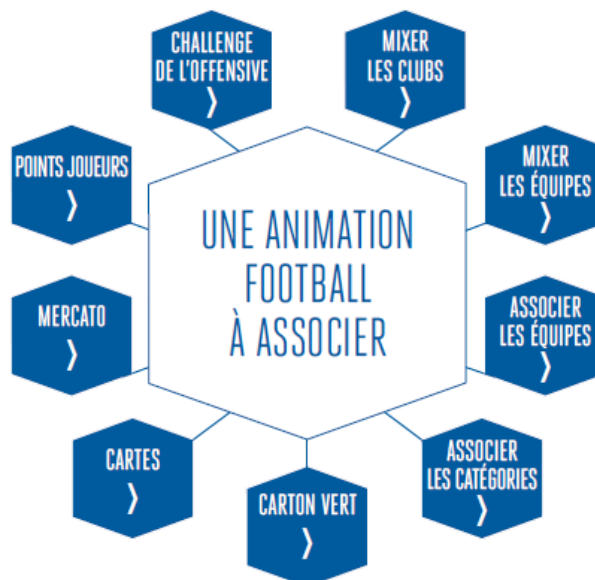 CHALLENGE
DE L'OFFENSIVE
❯
MIXER
LES CLUBS
❯
POINTS JOUEURS
❯
MIXER
LES ÉQUIPES
❯
UNE ANIMATION
FOOTBALL
À ASSOCIER
MERCATO
❯
ASSOCIER
LES ÉQUIPES
❯
CARTES
❯
ASSOCIER
LES CATÉGORIES
❯
CARTON VERT
❯